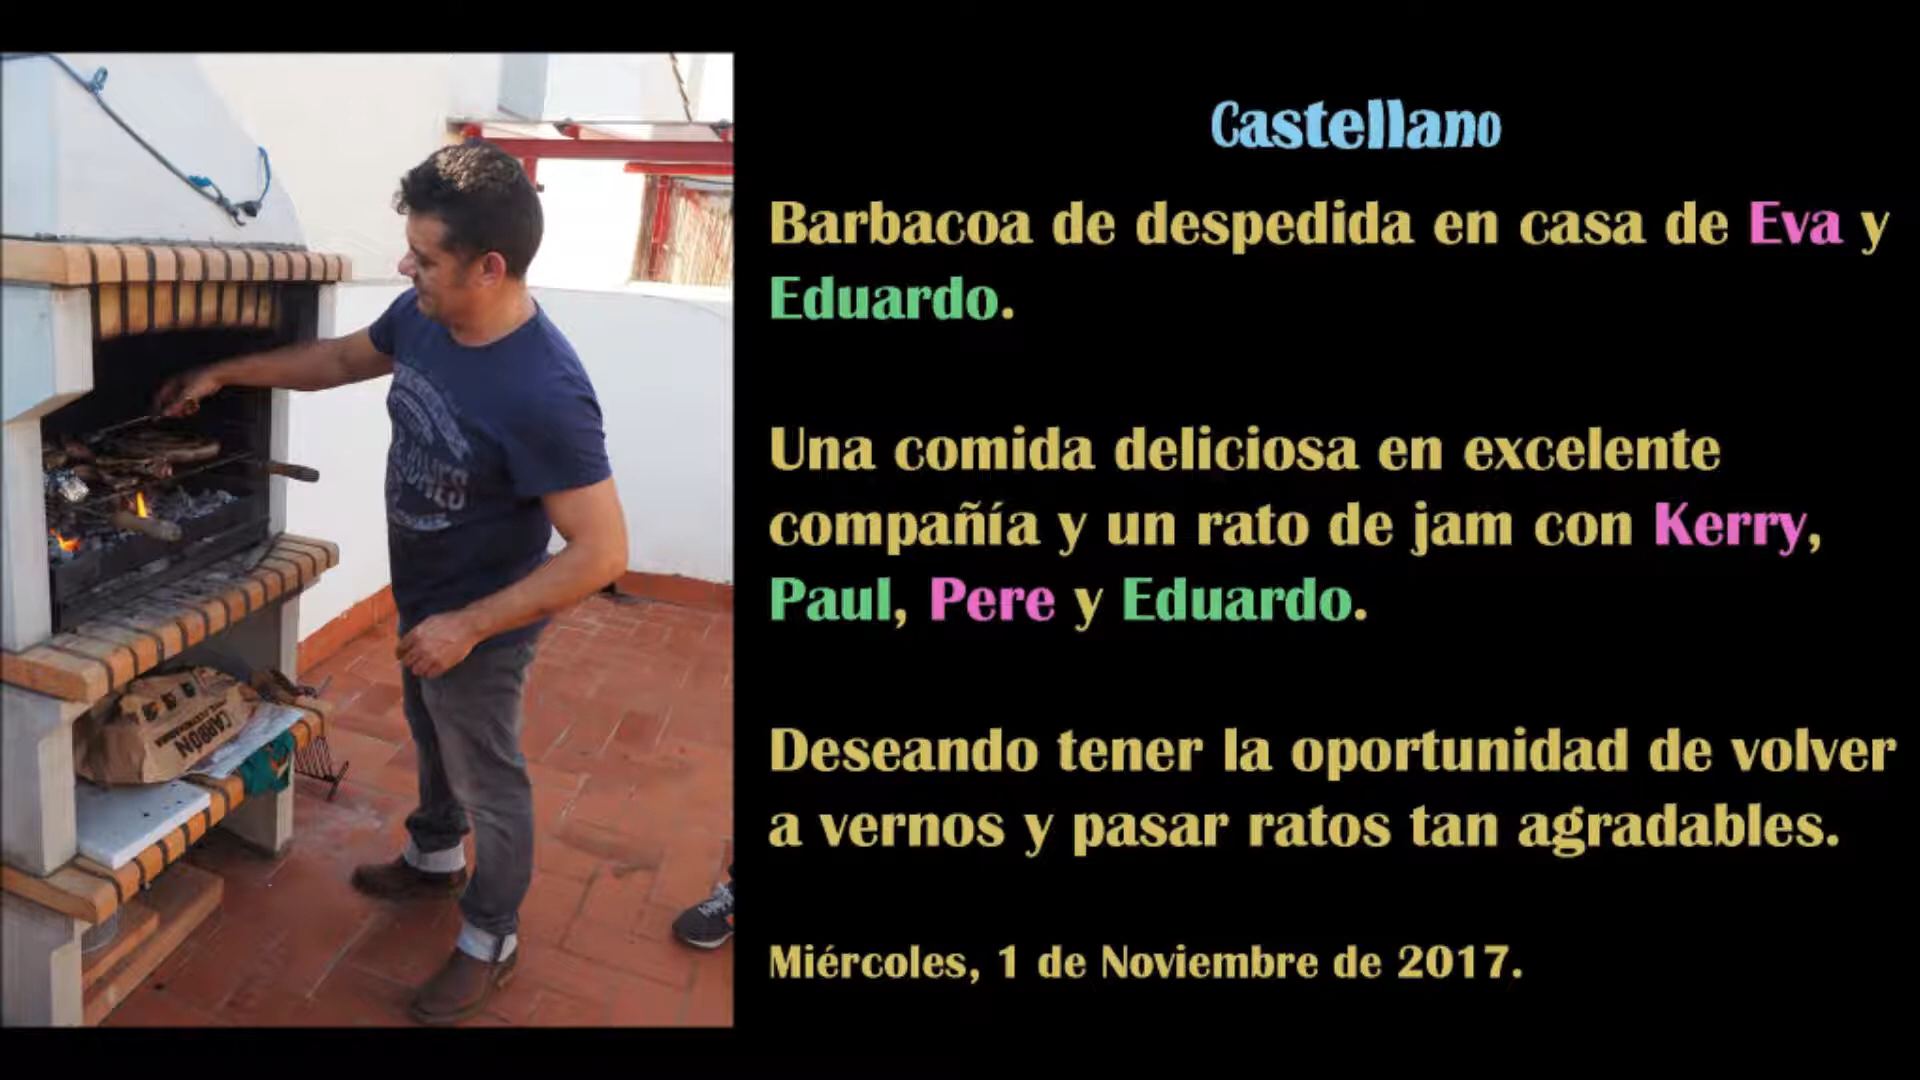 Castellano
Barbacoa de despedida en casa de Eva y
Eduardo.
Una comida deliciosa en excelente
compañía y un rato de jam con Kerry,
Paul, Pere y Eduardo.
Deseando tener la oportunidad de volver
a vernos y pasar ratos tan agradables.
Miércoles, 1 de Noviembre de 2017.
CARBÓN